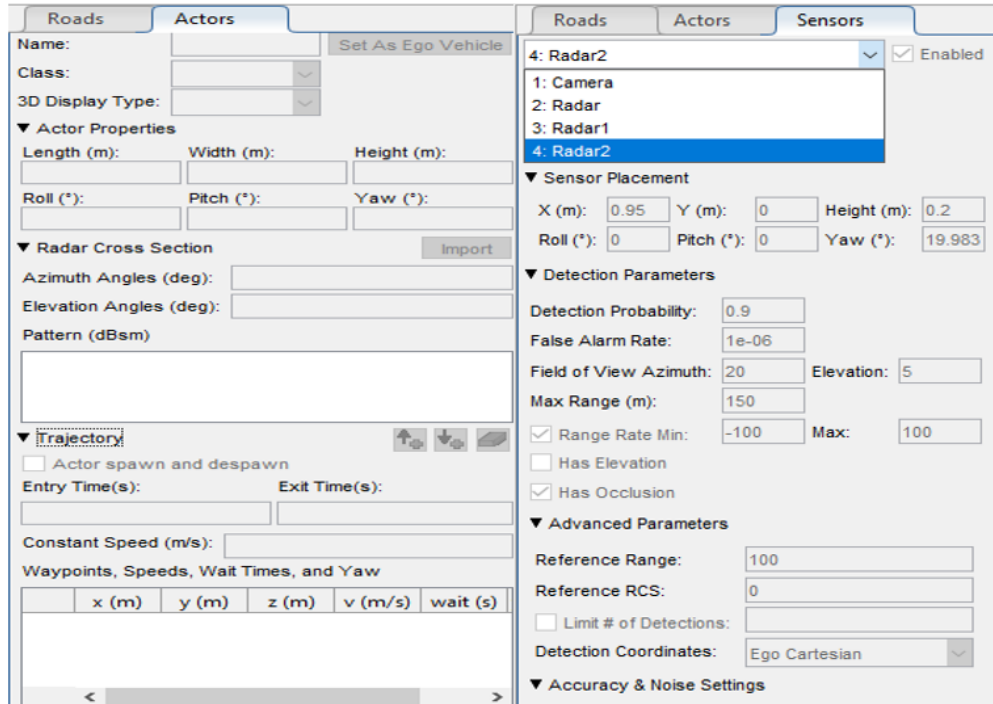 Roads Actors
Name: Set As Ego Vehicle
Class:
3D Display Type:
▼ Actor Properties
Length (m): Width (m): Height (m):
Roll (°): Pitch (°): Yaw (°):
▼ Radar Cross Section Import
Azimuth Angles (deg):
Elevation Angles (deg):
Pattern (dBsm)
▼ Trajectory
Actor spawn and despawn
Entry Time(s): Exit Time(s):
Constant Speed (m/s):
Waypoints, Speeds, Wait Times, and Yaw
x (m) y (m) z (m) v (m/s) wait (s)
Roads Actors Sensors
4: Radar2 Enabled
1: Camera
2: Radar
3: Radar1
4: Radar2
▼ Sensor Placement
X (m): 0.95 Y (m): 0 Height (m): 0.2
Roll (°): 0 Pitch (°): 0 Yaw (°): 19.983
▼ Detection Parameters
Detection Probability: 0.9
False Alarm Rate: 1e-06
Field of View Azimuth: 20 Elevation: 5
Max Range (m): 150
Range Rate Min: -100 Max: 100
Has Elevation
Has Occlusion
▼ Advanced Parameters
Reference Range: 100
Reference RCS: 0
Limit # of Detections:
Detection Coordinates: Ego Cartesian
▼ Accuracy & Noise Settings